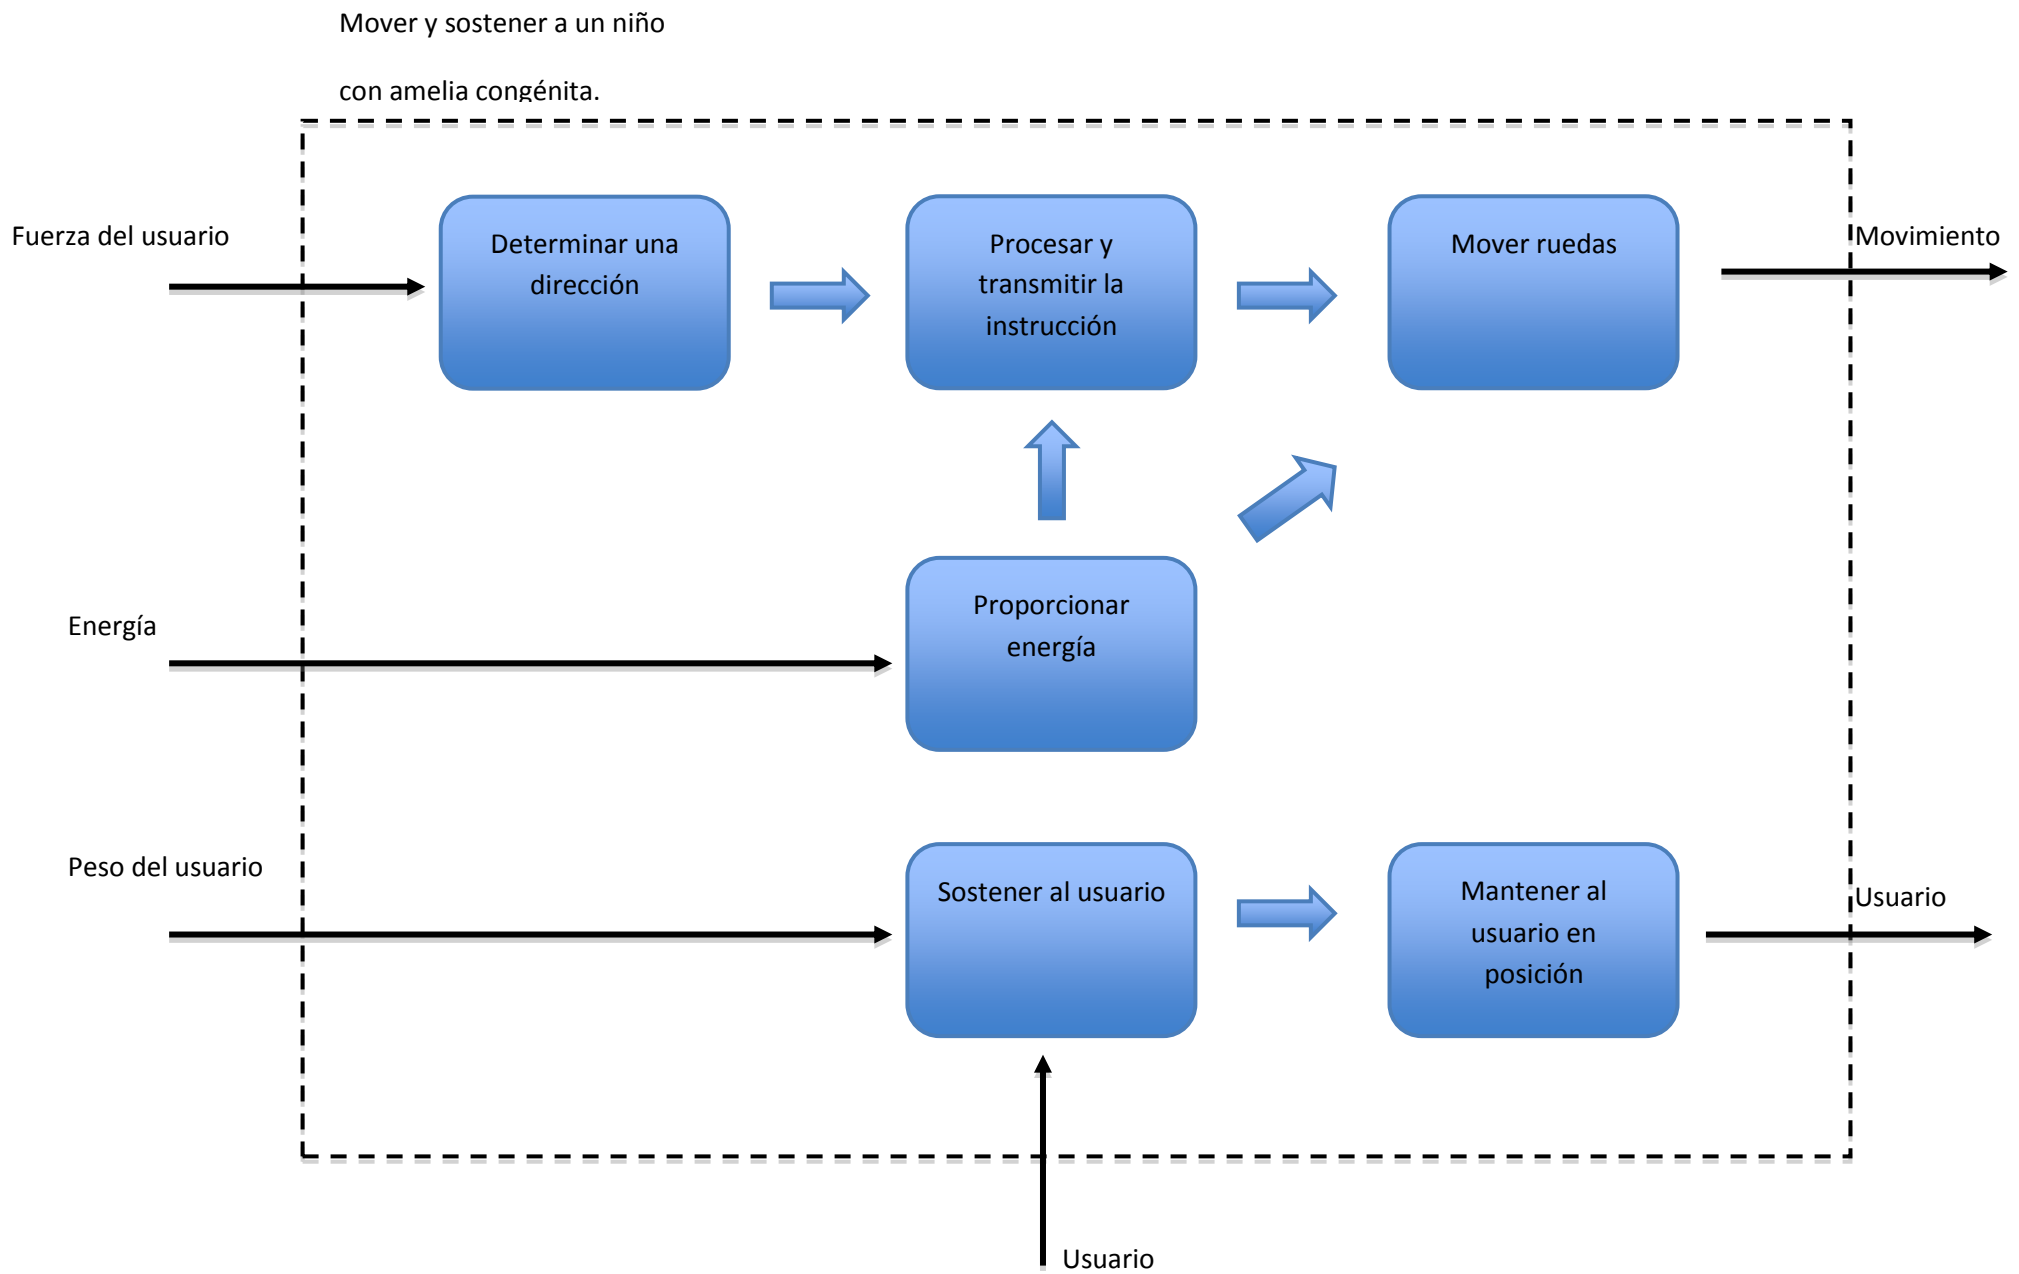 Mover y sostener a un niño
con amelia congénita.
Fuerza del usuario
Determinar una
dirección
Procesar y
transmitir la
instrucción
Mover ruedas
Movimiento
Energía
Proporcionar
energía
Peso del usuario
Sostener al usuario
Mantener al
usuario en
posición
Usuario
Usuario